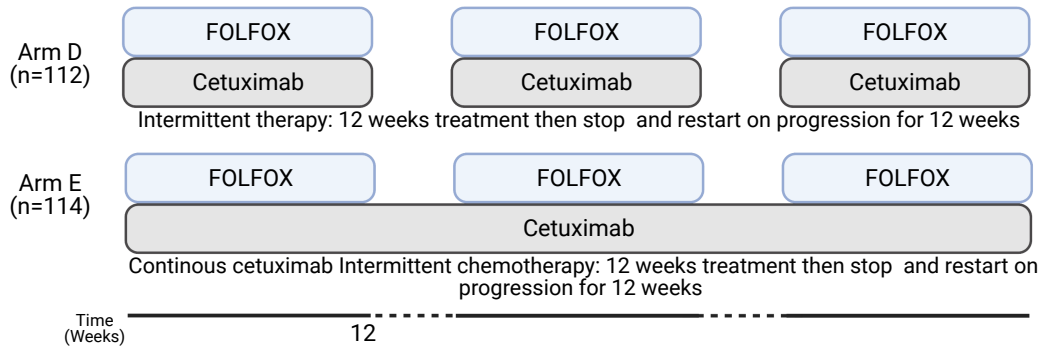 FOLFOX FOLFOX FOLFOX
Arm D
(n=112)
Cetuximab Cetuximab Cetuximab
Intermittent therapy: 12 weeks treatment then stop and restart on progression for 12 weeks
FOLFOX FOLFOX FOLFOX
Arm E
(n=114)
Cetuximab
Continous cetuximab Intermittent chemotherapy: 12 weeks treatment then stop and restart on
progression for 12 weeks
Time
(Weeks)
12